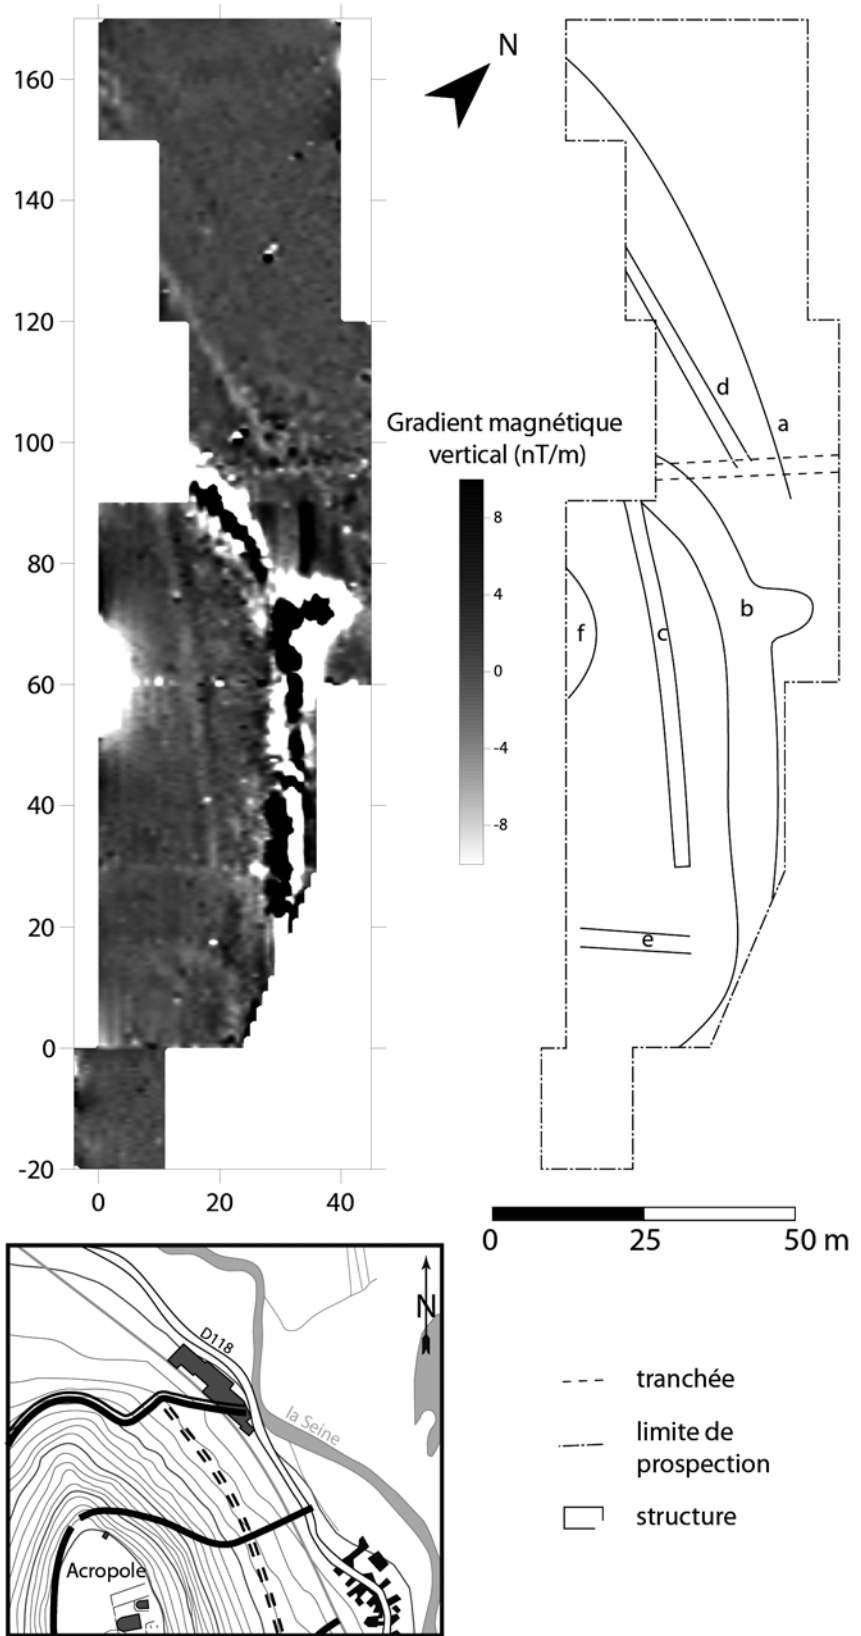 160
140
120
100
80
60
40
20
0
-20
0
20
40
Gradient magnétique
vertical (nT/m)
8
4
0
-4
-8
N
a
d
b
c
f
e
0
25
50 m
N
D118
la Seine
Acropole
tranchée
limite de
prospection
structure